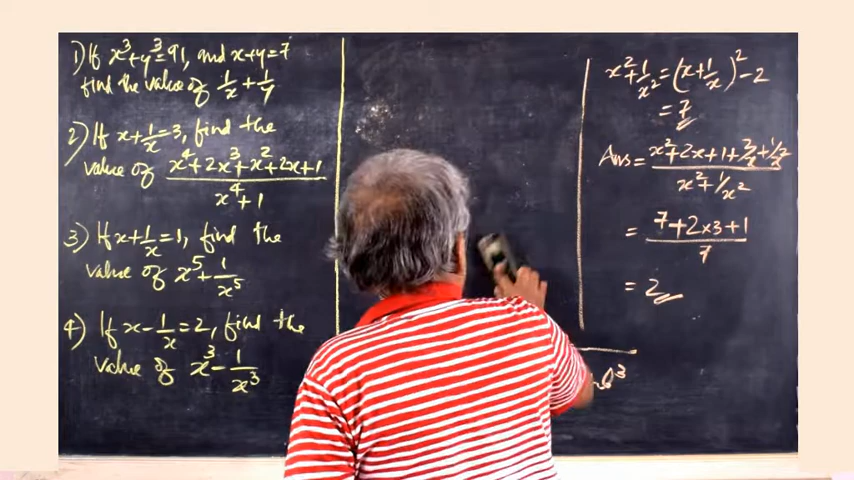 1) If x³+y³=91, and x+y=7
find the value of 1/x + 1/y
2) If x+1/x=3, find the
value of (x⁴+2x³+x²+2x+1)/(x⁴+1)
3) If x+1/x=1, find the
value of x⁵+1/x⁵
4) If x-1/x=2, find the
value of x³-1/x³
x²+1/x²=(x+1/x)²-2
=7
Ans=(x²+2x+1+2/x+1/x²)/(x²+1/x²)
=(7+2×3+1)/7
=2